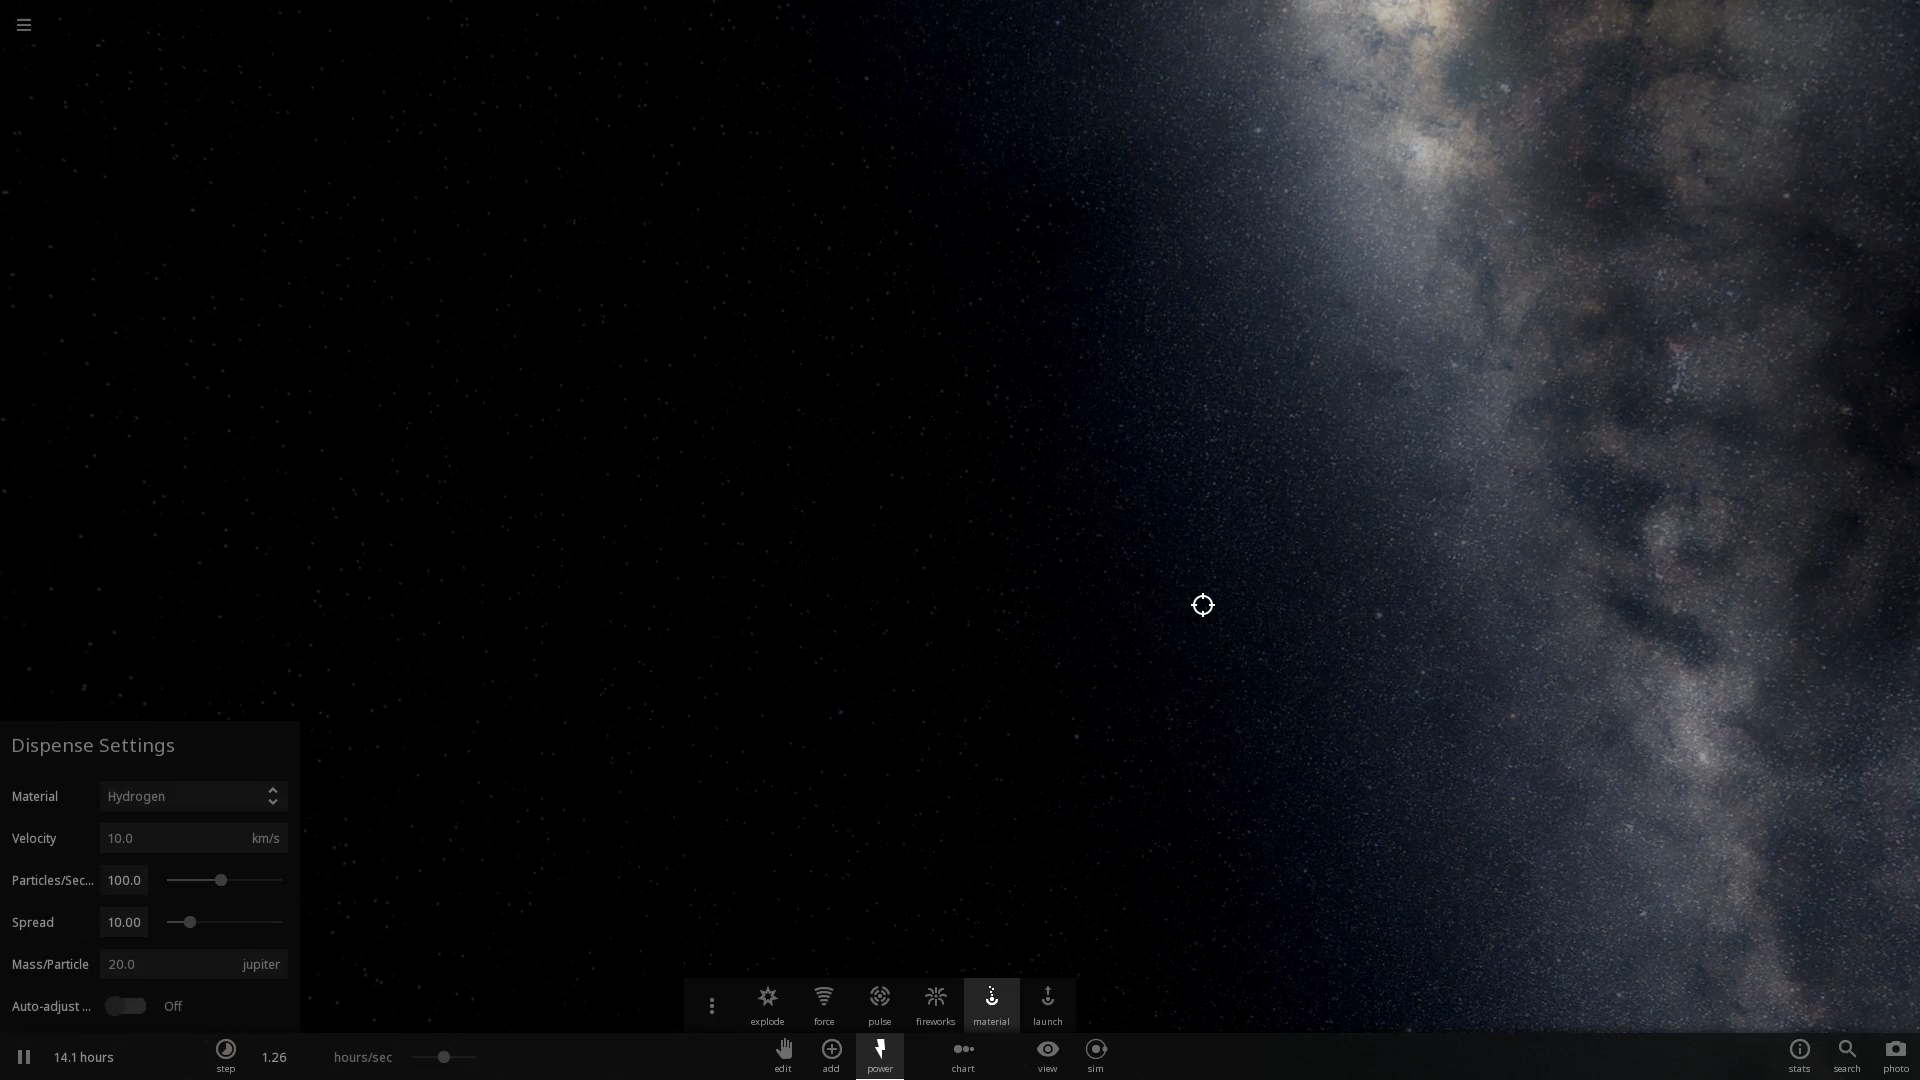 Dispense Settings
Material Hydrogen
Velocity 10.0 km/s
Particles/Sec... 100.0
Spread 10.00
Mass/Particle 20.0 jupiter
Auto-adjust ... Off
explode force pulse fireworks material launch
14.1 hours step 1.26 hours/sec edit add power chart view sim stats search photo